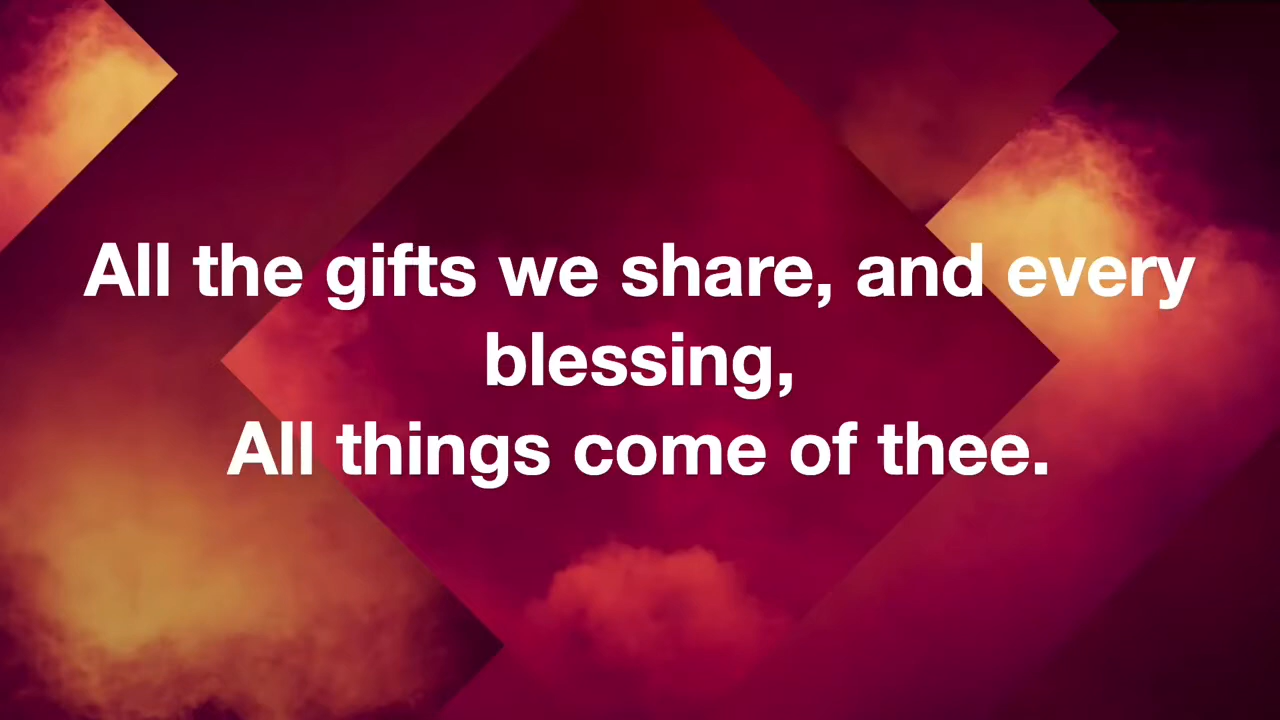 All the gifts we share, and every
blessing,
All things come of thee.